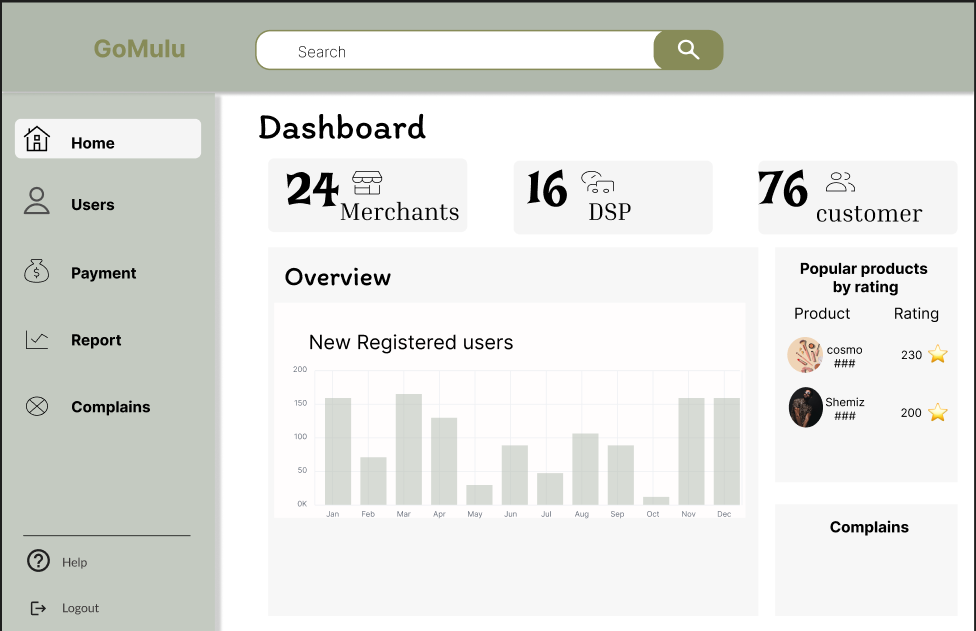 GoMulu
Search
Home
Users
Payment
Report
Complains
Help
Logout
Dashboard
24
Merchants
16
DSP
76
customer
Overview
New Registered users
200
150
100
50
0K
Jan Feb Mar Apr May Jun Jul Aug Sep Oct Nov Dec
Popular products
by rating
Product Rating
cosmo
###
230
Shemiz
###
200
Complains